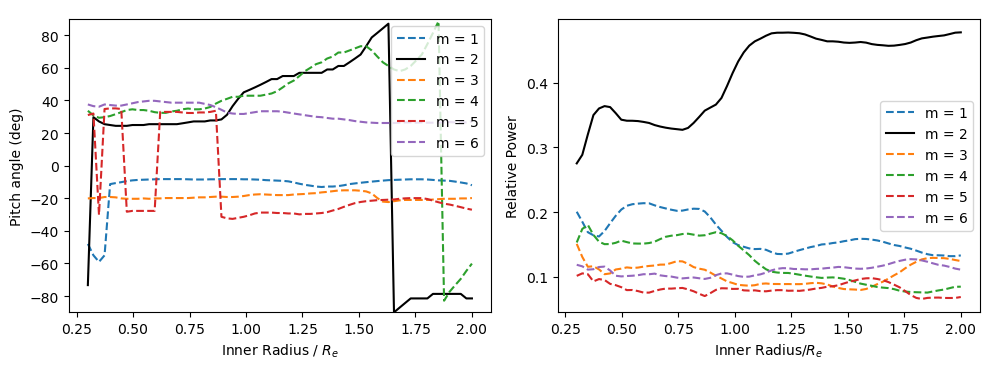 Pitch angle (deg)
80
60
40
20
0
−20
−40
−60
−80
0.25 0.50 0.75 1.00 1.25 1.50 1.75 2.00
Inner Radius / Re
m = 1
m = 2
m = 3
m = 4
m = 5
m = 6
Relative Power
0.4
0.3
0.2
0.1
0.25 0.50 0.75 1.00 1.25 1.50 1.75 2.00
Inner Radius/Re
m = 1
m = 2
m = 3
m = 4
m = 5
m = 6